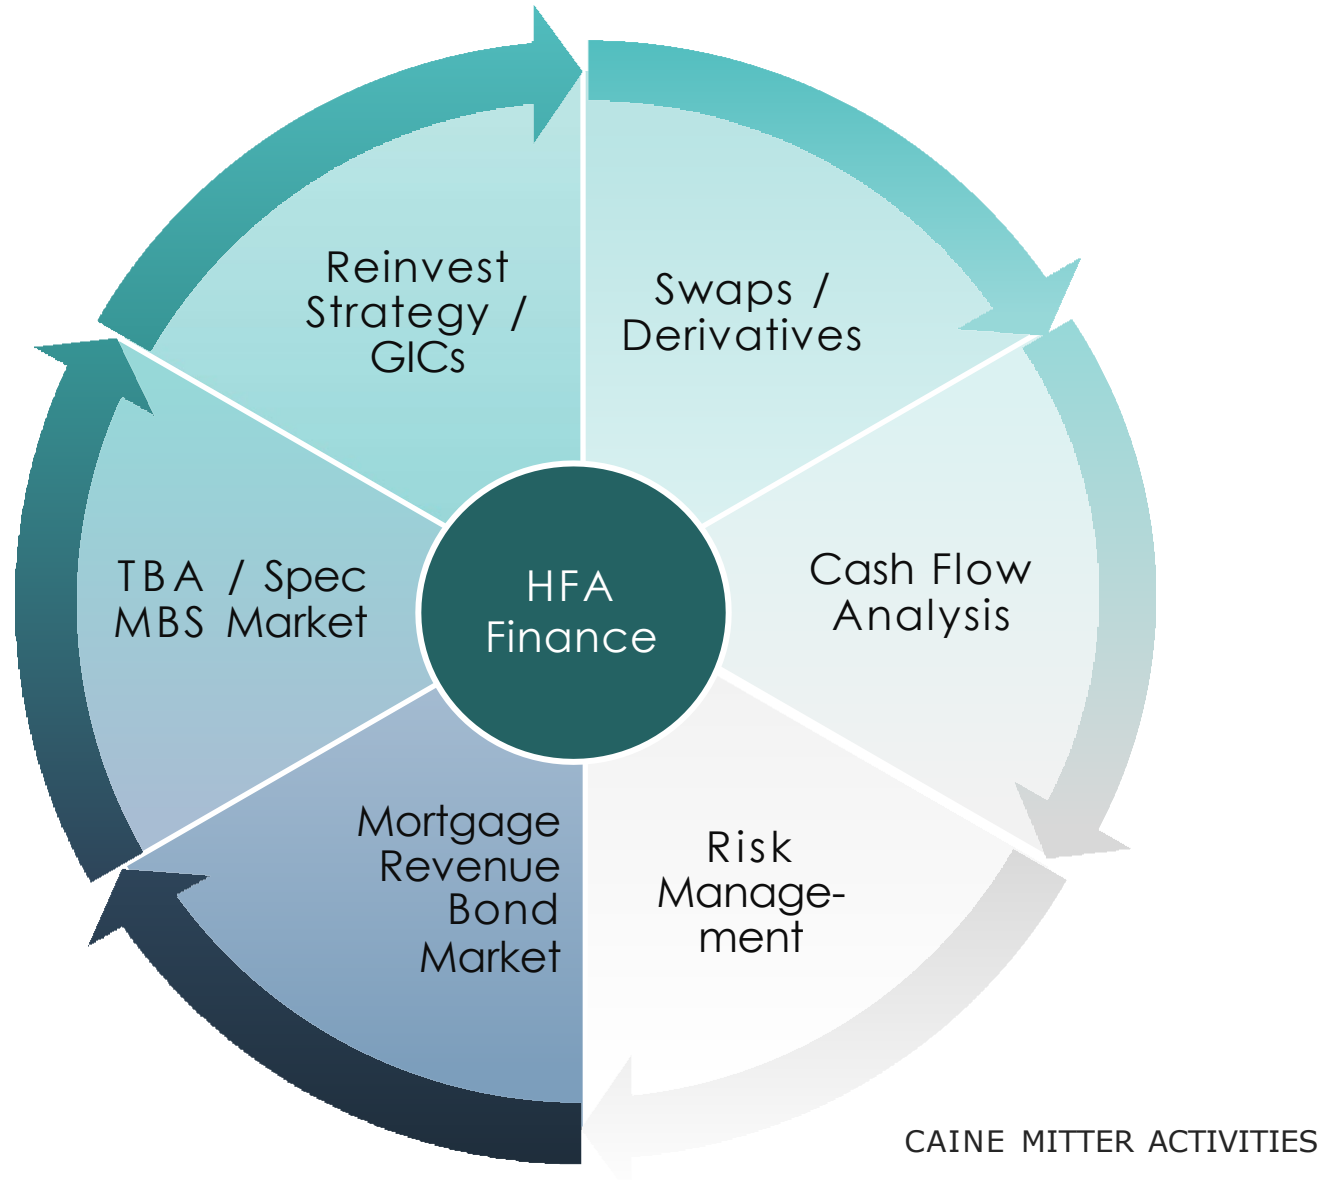 Reinvest
Strategy /
GICs
Swaps /
Derivatives
Cash Flow
Analysis
Risk
Manage-
ment
Mortgage
Revenue
Bond
Market
TBA / Spec
MBS Market
HFA
Finance
CAINE MITTER ACTIVITIES